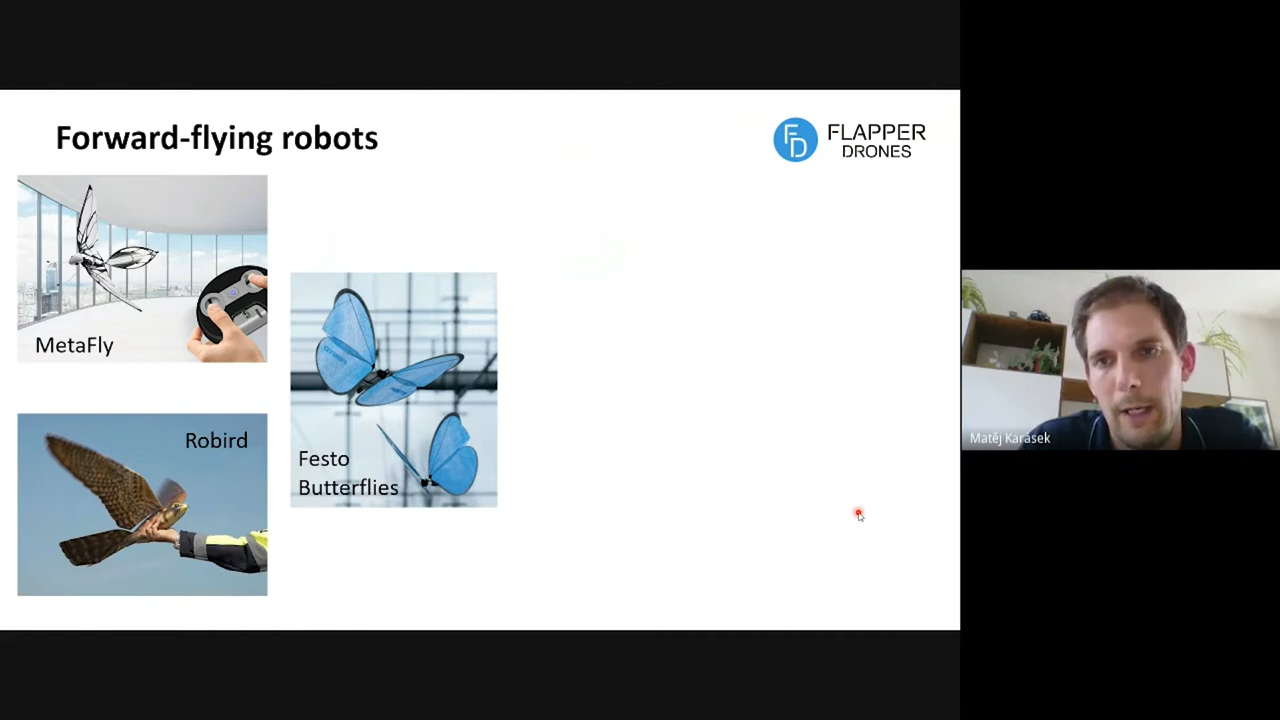 Forward-flying robots
FLAPPER
DRONES
MetaFly
Robird
Festo
Butterflies
Matěj Karásek